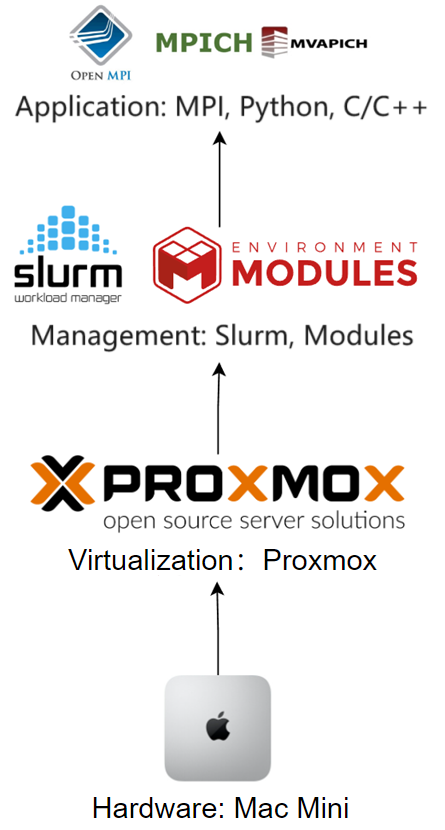 OPEN MPI
MPICH
MVAPICH
Application: MPI, Python, C/C++
slurm
workload manager
ENVIRONMENT
MODULES
Management: Slurm, Modules
PROXMOX
open source server solutions
Virtualization：Proxmox
Hardware: Mac Mini